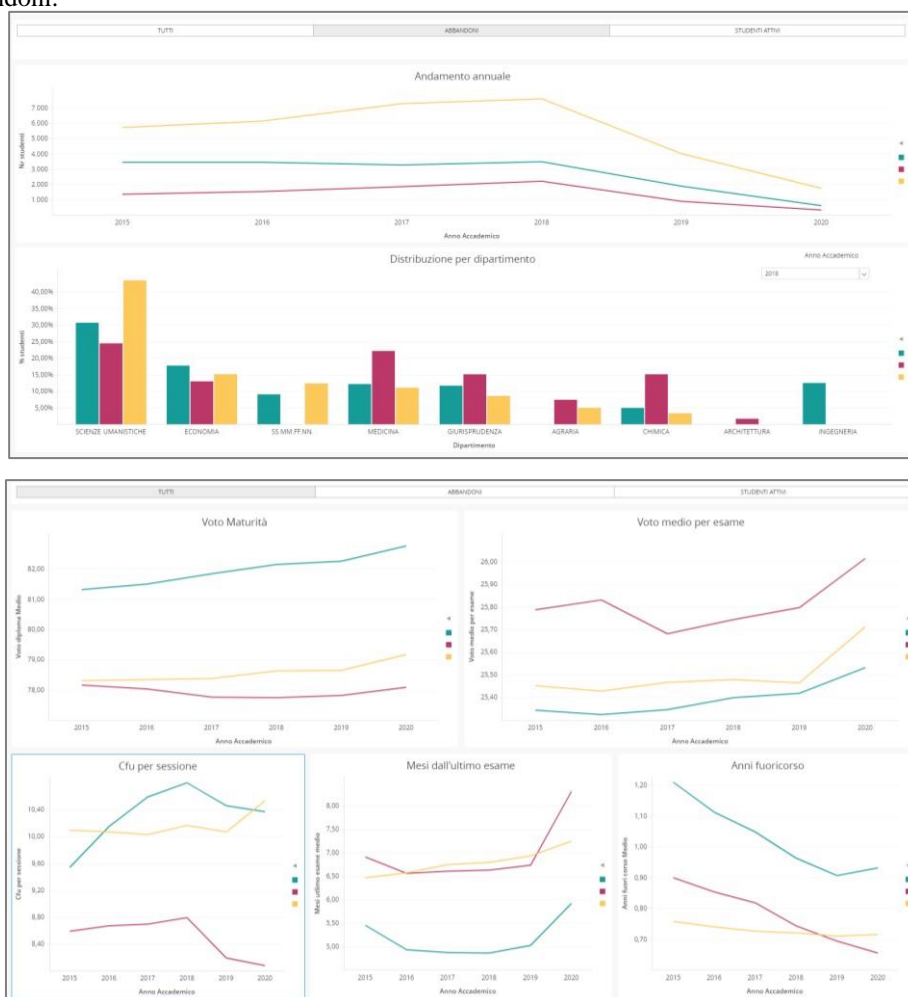 TUTTI ABBANDONI STUDENTI ATTIVI
Andamento annuale
7.000
6.000
5.000
4.000
3.000
2.000
1.000
Nr studenti
2015 2016 2017 2018 2019 2020
Anno Accademico
Distribuzione per dipartimento
Anno Accademico
2018
40,00%
35,00%
30,00%
25,00%
20,00%
15,00%
10,00%
5,00%
% studenti
SCIENZE UMANISTICHE ECONOMIA SS.MM.FF.NN. MEDICINA GIURISPRUDENZA AGRARIA CHIMICA ARCHITETTURA INGEGNERIA
Dipartimento
TUTTI ABBANDONI STUDENTI ATTIVI
Voto Maturità
82,00
81,00
80,00
79,00
78,00
Voto diploma Medio
2015 2016 2017 2018 2019 2020
Anno Accademico
Voto medio per esame
26,00
25,90
25,80
25,70
25,60
25,50
25,40
Voto medio per esame
2015 2016 2017 2018 2019 2020
Anno Accademico
Cfu per sessione
10,40
10,00
9,60
9,20
8,80
8,40
Cfu per sessione
2015 2016 2017 2018 2019 2020
Anno Accademico
Mesi dall'ultimo esame
8,00
7,50
7,00
6,50
6,00
5,50
5,00
Mesi ultimo esame medio
2015 2016 2017 2018 2019 2020
Anno Accademico
Anni fuoricorso
1,20
1,10
1,00
0,90
0,80
0,70
Anni fuori corso Medio
2015 2016 2017 2018 2019 2020
Anno Accademico